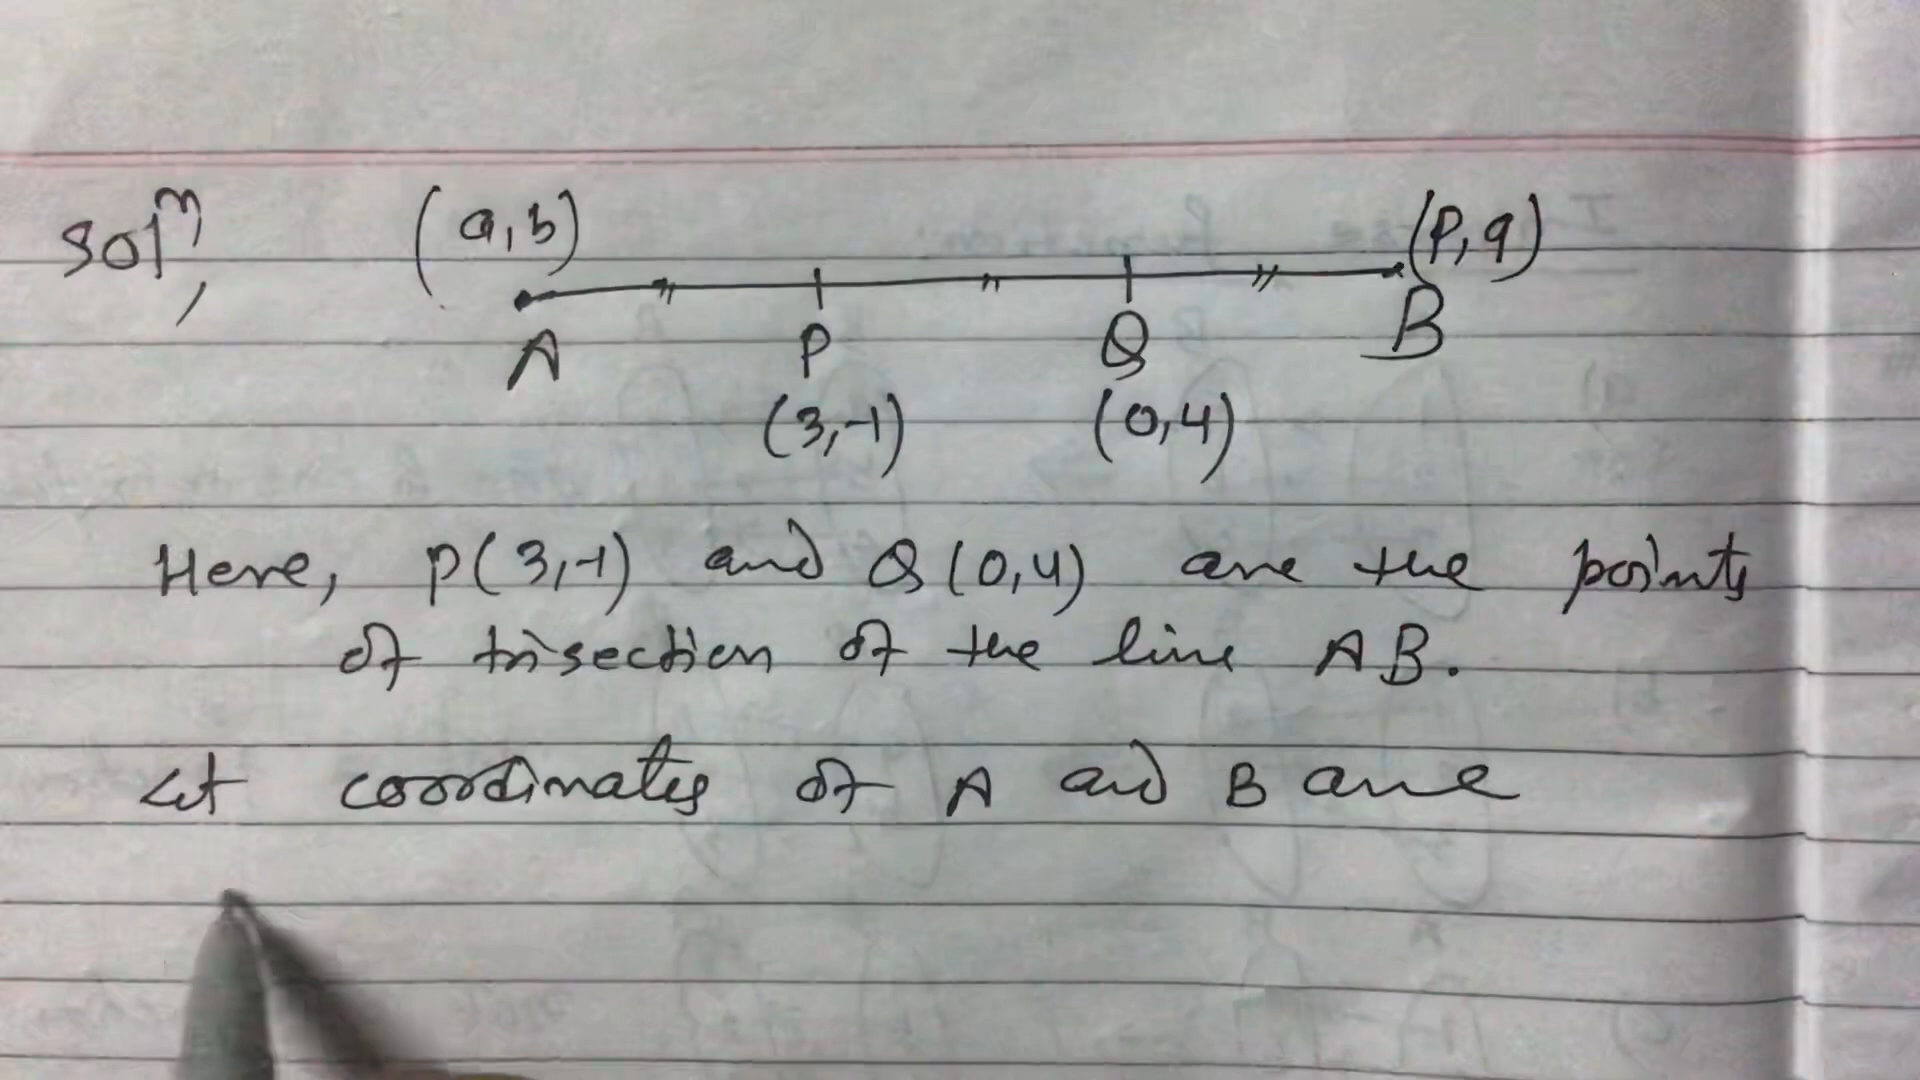 Solⁿ, (a,b) (P,q)
A P Q B
(3,-1) (0,4)
Here, P(3,-1) and Q(0,4) are the points
of trisection of the line AB.
Let coordinates of A and B are